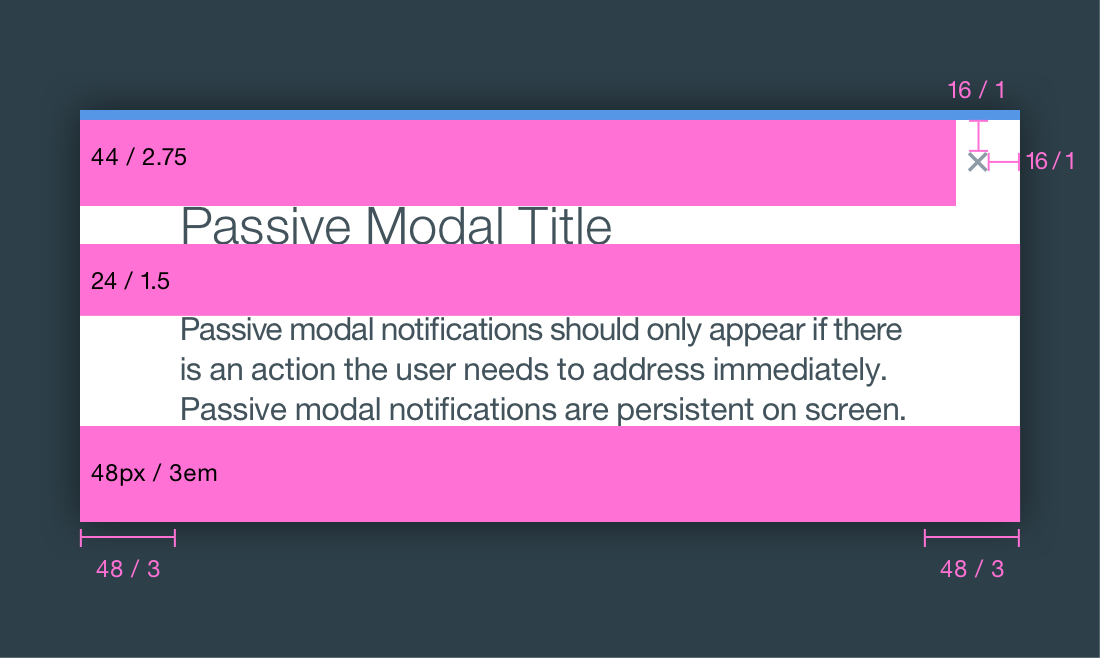 16 / 1
44 / 2.75
16 / 1
Passive Modal Title
24 / 1.5
Passive modal notifications should only appear if there
is an action the user needs to address immediately.
Passive modal notifications are persistent on screen.
48px / 3em
48 / 3
48 / 3